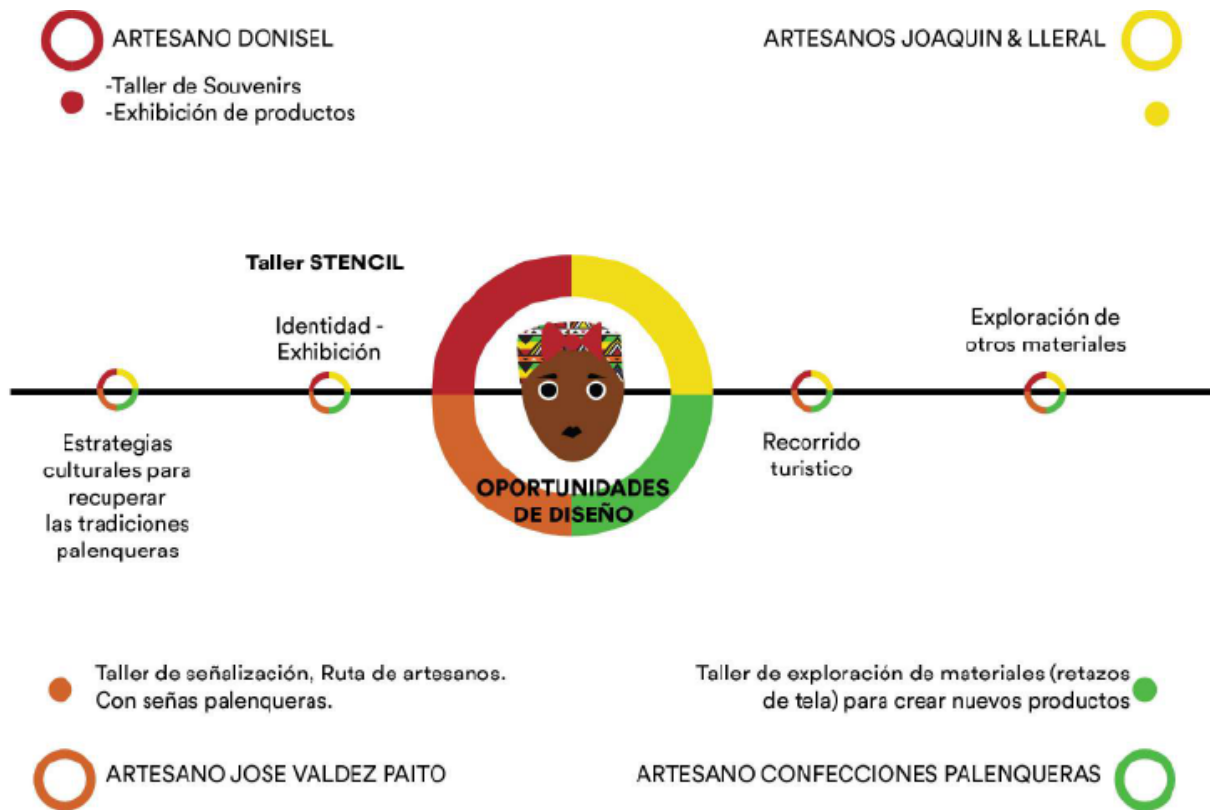 ARTESANO DONISEL
-Taller de Souvenirs
-Exhibición de productos
ARTESANOS JOAQUIN & LLERAL
Taller STENCIL
Identidad -
Exhibición
Exploración de
otros materiales
Estrategias
culturales para
recuperar
las tradiciones
palenqueras
OPORTUNIDADES
DE DISEÑO
Recorrido
turistico
Taller de señalización, Ruta de artesanos.
Con señas palenqueras.
Taller de exploración de materiales (retazos
de tela) para crear nuevos productos
ARTESANO JOSE VALDEZ PAITO
ARTESANO CONFECCIONES PALENQUERAS